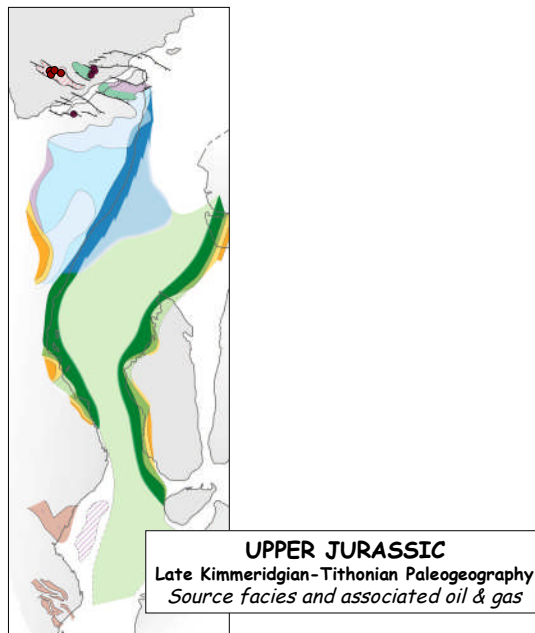 UPPER JURASSIC
Late Kimmeridgian-Tithonian Paleogeography
Source facies and associated oil & gas